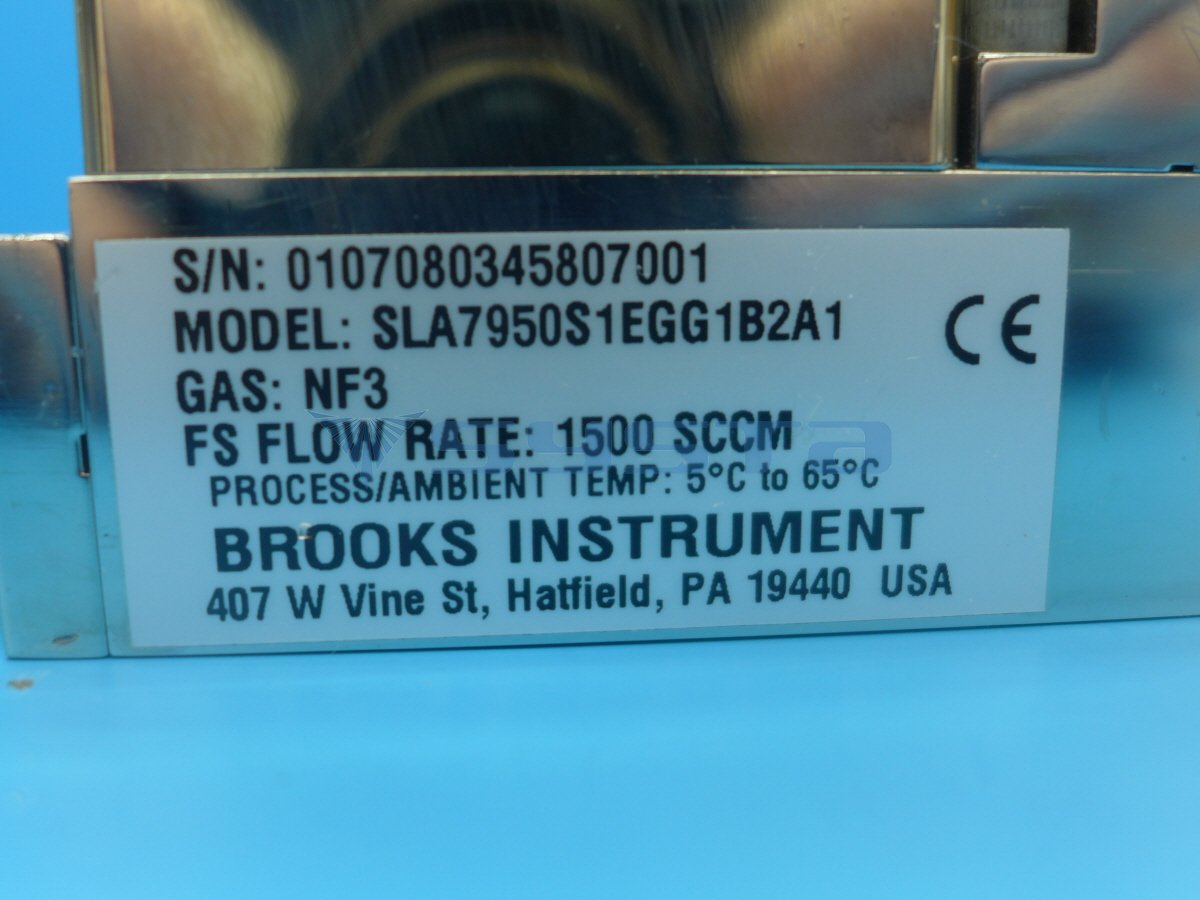 S/N: 0107080345807001
MODEL: SLA7950S1EGG1B2A1
CE
GAS: NF3
FS FLOW RATE: 1500 SCCM
PROCESS/AMBIENT TEMP: 5°C to 65°C
BROOKS INSTRUMENT
407 W Vine St, Hatfield, PA 19440 USA